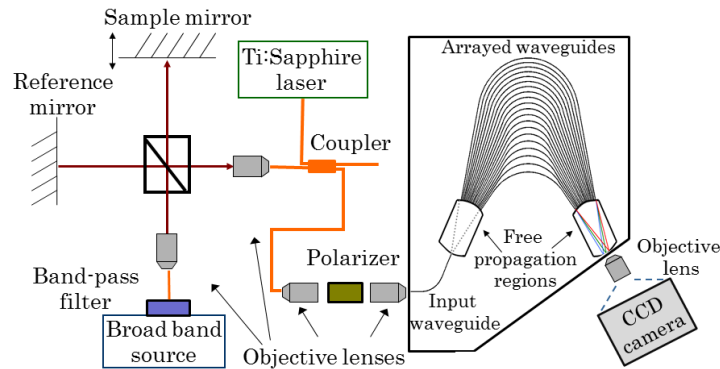 Sample mirror
Reference
mirror
Ti:Sapphire
laser
Coupler
Arrayed waveguides
Band-pass
filter
Broad band
source
Polarizer
Objective lenses
Input
waveguide
Free
propagation
regions
Objective
lens
CCD
camera